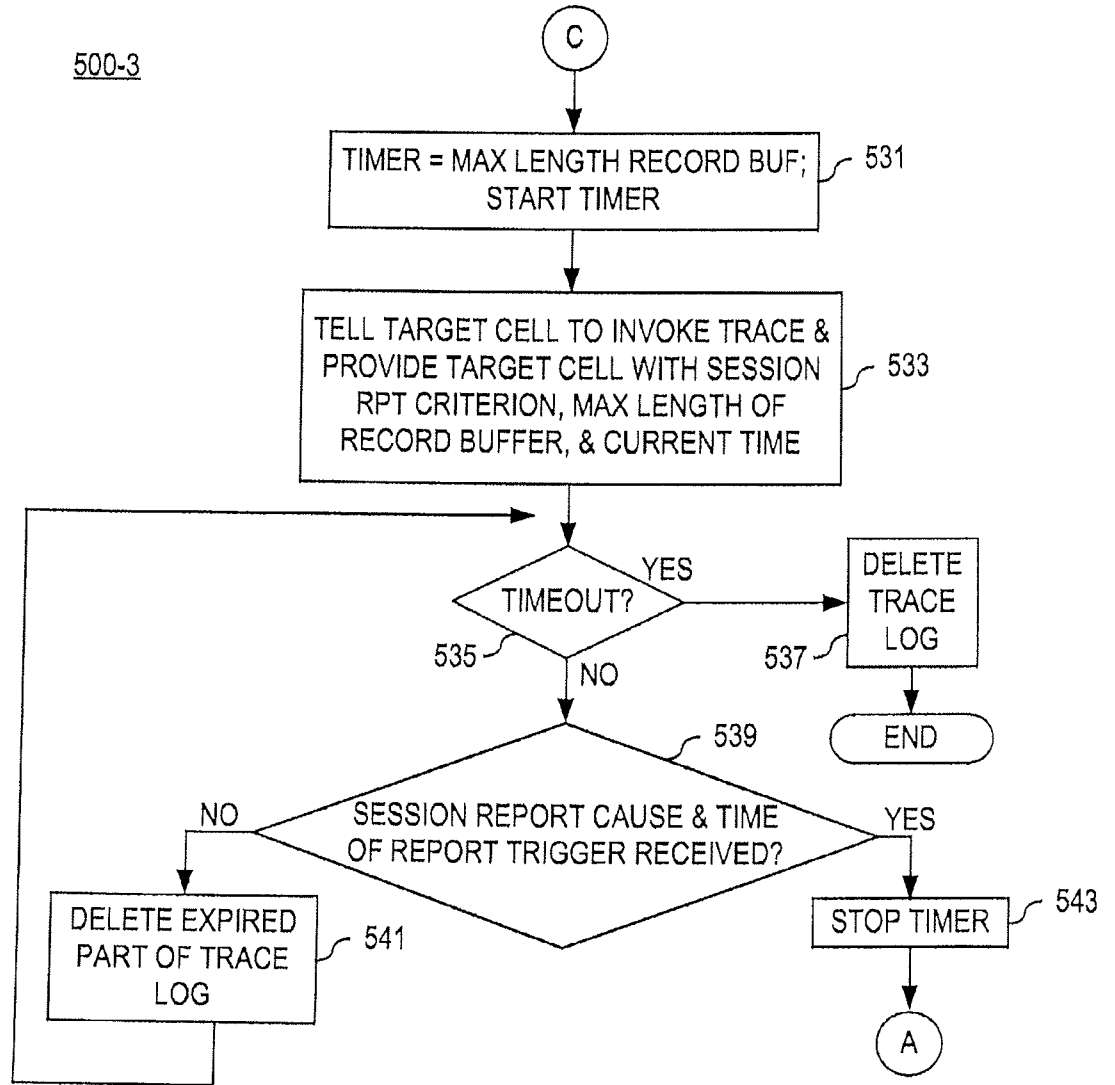 C
500-3
TIMER = MAX LENGTH RECORD BUF;
START TIMER
531
TELL TARGET CELL TO INVOKE TRACE &
PROVIDE TARGET CELL WITH SESSION
RPT CRITERION, MAX LENGTH OF
RECORD BUFFER, & CURRENT TIME
533
TIMEOUT?
YES
535
NO
DELETE
TRACE
LOG
537
END
539
SESSION REPORT CAUSE & TIME
OF REPORT TRIGGER RECEIVED?
NO
YES
DELETE EXPIRED
PART OF TRACE
LOG
541
STOP TIMER
543
A